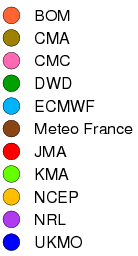 BOM
CMA
CMC
DWD
ECMWF
Meteo France
JMA
KMA
NCEP
NRL
UKMO